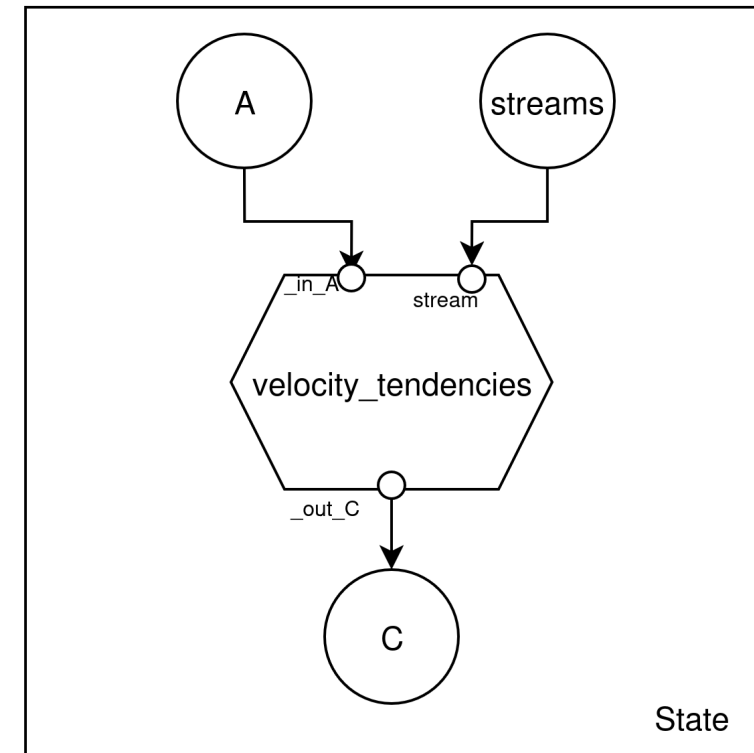 A
streams
_in_A
stream
velocity_tendencies
_out_C
C
State